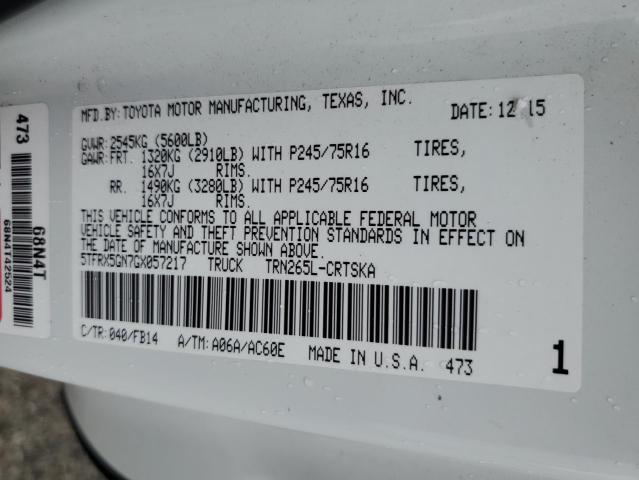 MFD.BY:TOYOTA MOTOR MANUFACTURING, TEXAS, INC. DATE:12/15
GVWR:2545KG (5600LB)
GAWR:FRT. 1320KG (2910LB) WITH P245/75R16 TIRES,
16X7J RIMS.
RR. 1490KG (3280LB) WITH P245/75R16 TIRES,
16X7J RIMS.
THIS VEHICLE CONFORMS TO ALL APPLICABLE FEDERAL MOTOR
VEHICLE SAFETY AND THEFT PREVENTION STANDARDS IN EFFECT ON
THE DATE OF MANUFACTURE SHOWN ABOVE.
5TFRX5GN7GX057217 TRUCK TRN265L-CRTSKA
C/TR:040/FB14 A/TM:A06A/AC60E MADE IN U.S.A. 473 1
473
68N4T
68N4T42524